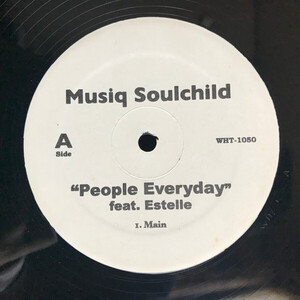 Musiq Soulchild
A
Side
WHT-1050
"People Everyday"
feat. Estelle
1. Main